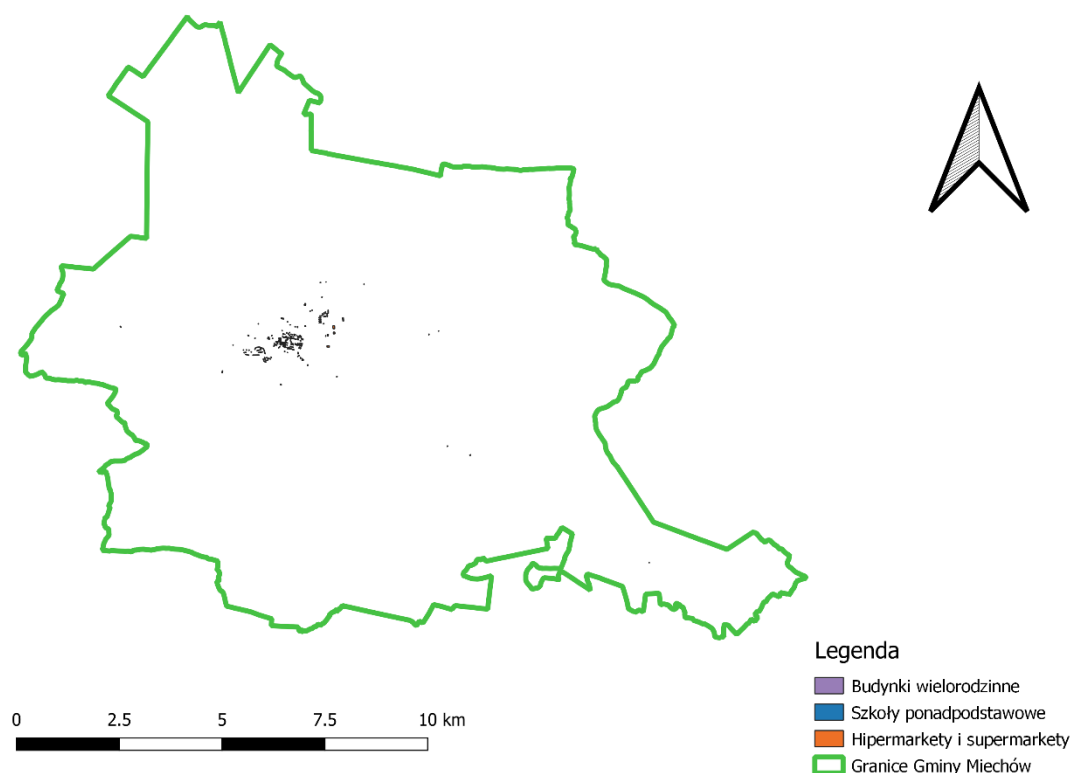 Legenda
Budynki wielorodzinne
Szkoły ponadpodstawowe
Hipermarkety i supermarkety
Granice Gminy Miechów
0 2.5 5 7.5 10 km